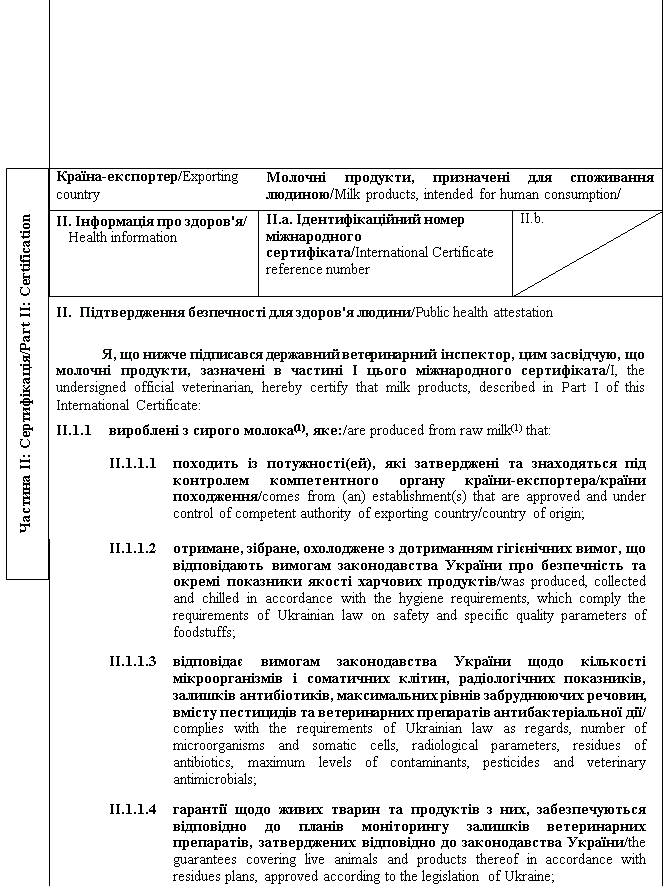 Країна-експортер/Exporting
country
Молочні продукти, призначені для споживання
людиною/Milk products, intended for human consumption/
II. Інформація про здоров'я/
Health information
II.a. Ідентифікаційний номер
міжнародного
сертифіката/International Certificate
reference number
II.b.
Частина II: Сертифікація/Part II: Certification
II. Підтвердження безпечності для здоров'я людини/Public health attestation
Я, що нижче підписався державний ветеринарний інспектор, цим засвідчую, що
молочні продукти, зазначені в частині I цього міжнародного сертифіката/I, the
undersigned official veterinarian, hereby certify that milk products, described in Part I of this
International Certificate:
II.1.1 вироблені з сирого молока(1), яке:/are produced from raw milk(1) that:
II.1.1.1 походить із потужності(ей), які затверджені та знаходяться під
контролем компетентного органу країни-експортера/країни
походження/comes from (an) establishment(s) that are approved and under
control of competent authority of exporting country/country of origin;
II.1.1.2 отримане, зібране, охолоджене з дотриманням гігієнічних вимог, що
відповідають вимогам законодавства України про безпечність та
окремі показники якості харчових продуктів/was produced, collected
and chilled in accordance with the hygiene requirements, which comply the
requirements of Ukrainian law on safety and specific quality parameters of
foodstuffs;
II.1.1.3 відповідає вимогам законодавства України щодо кількості
мікроорганізмів і соматичних клітин, радіологічних показників,
залишків антибіотиків, максимальних рівнів забруднюючих речовин,
вмісту пестицидів та ветеринарних препаратів антибактеріальної дії/
complies with the requirements of Ukrainian law as regards, number of
microorganisms and somatic cells, radiological parameters, residues of
antibiotics, maximum levels of contaminants, pesticides and veterinary
antimicrobials;
II.1.1.4 гарантії щодо живих тварин та продуктів з них, забезпечуються
відповідно до планів моніторингу залишків ветеринарних
препаратів, затверджених відповідно до законодавства України/the
guarantees covering live animals and products thereof in accordance with
residues plans, approved according to the legislation of Ukraine;